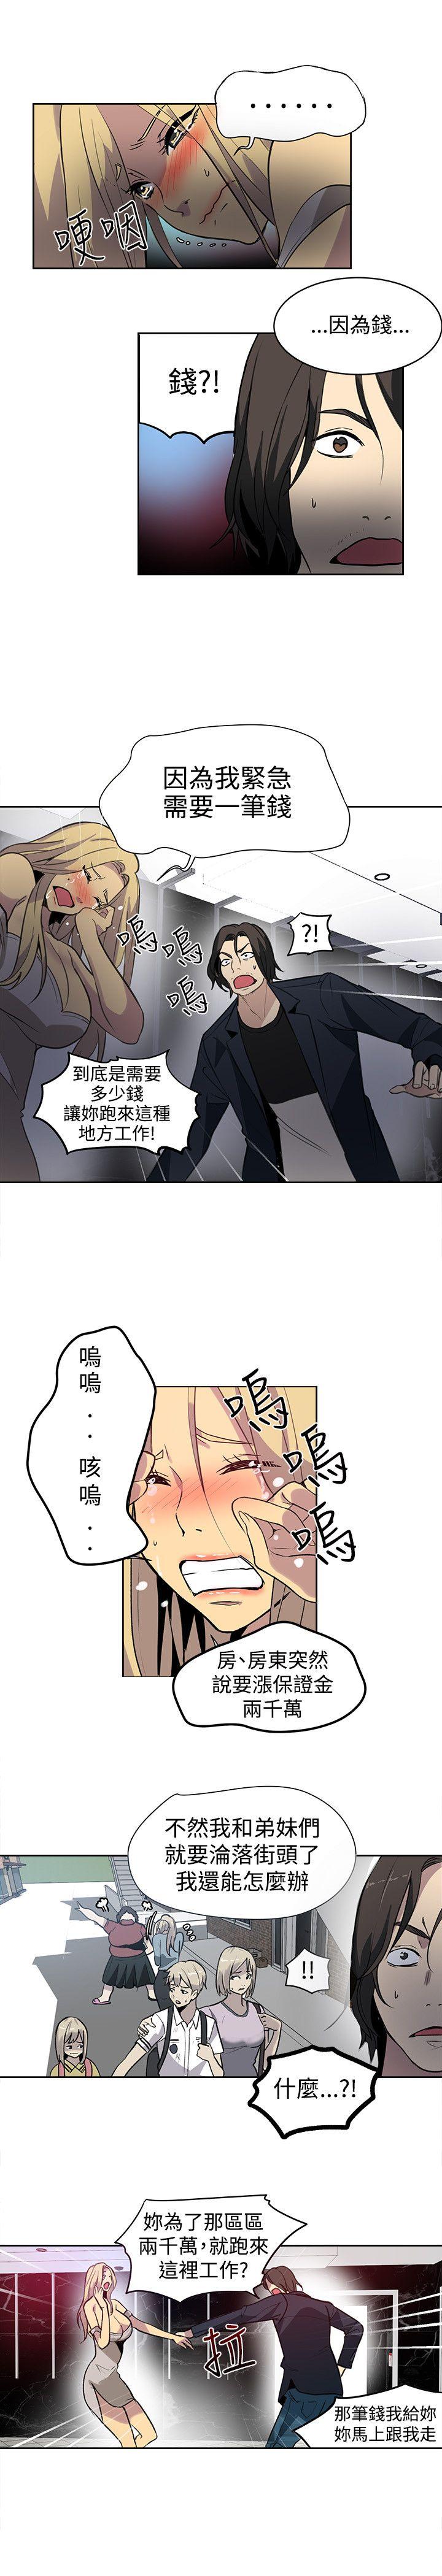 ......
哽咽
...因為錢...
錢?!
因為我緊急
需要一筆錢
嗚
嗚
嗚
?!
到底是需要
多少錢
讓妳跑來這種
地方工作!
嗚
嗚
..
咳
嗚
..
嗚
嗚
嗚
房、房東突然
說要漲保證金
兩千萬
不然我和弟妹們
就要淪落街頭了
我還能怎麼辦
!!
什麼...?!
妳為了那區區
兩千萬,就跑來
這裡工作?
拉
那筆錢我給妳
妳馬上跟我走